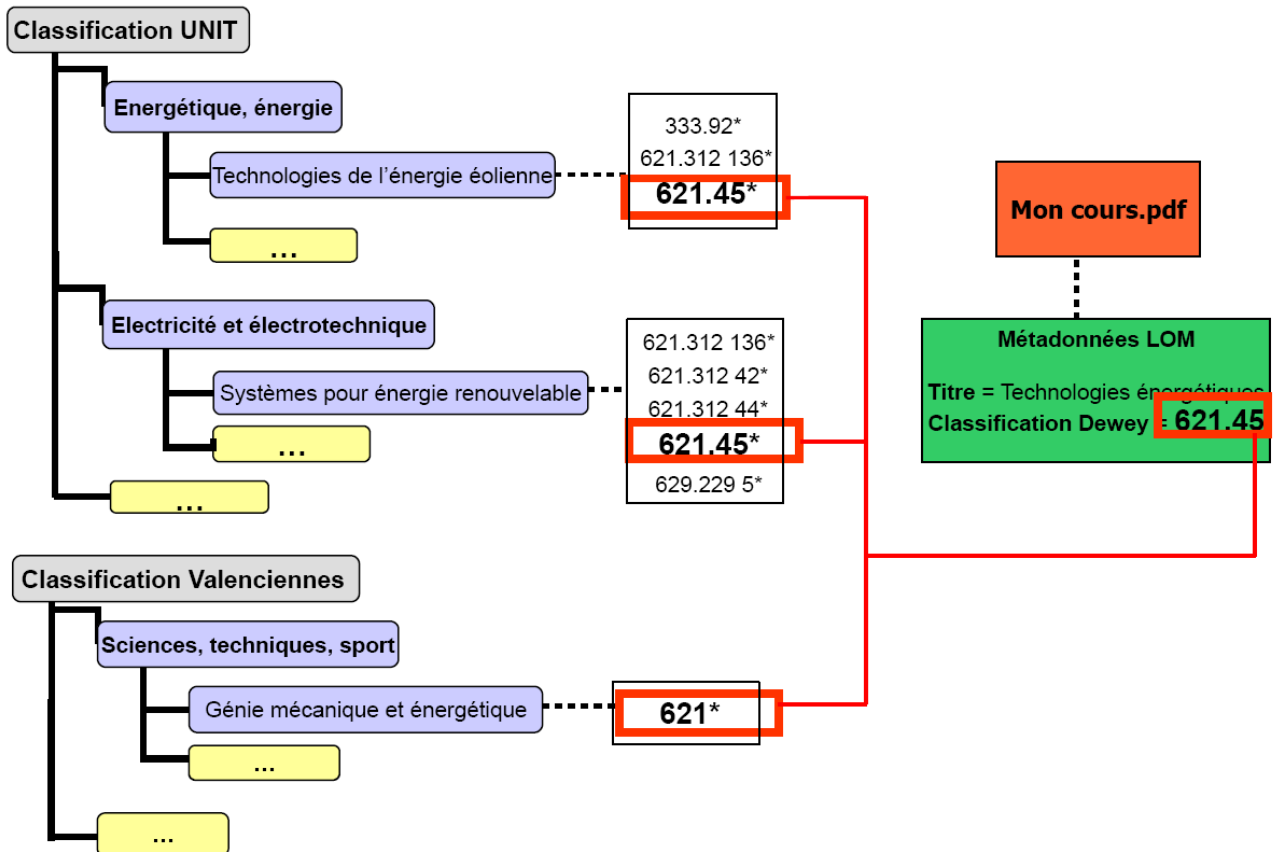 Classification UNIT
Energétique, énergie
Technologies de l'énergie éolienne
...
333.92*
621.312 136*
621.45*
Electricité et électrotechnique
Systèmes pour énergie renouvelable
...
...
621.312 136*
621.312 42*
621.312 44*
621.45*
629.229 5*
Classification Valenciennes
Sciences, techniques, sport
Génie mécanique et énergétique
...
...
621*
Mon cours.pdf
Métadonnées LOM
Titre = Technologies énergétiques
Classification Dewey = 621.45